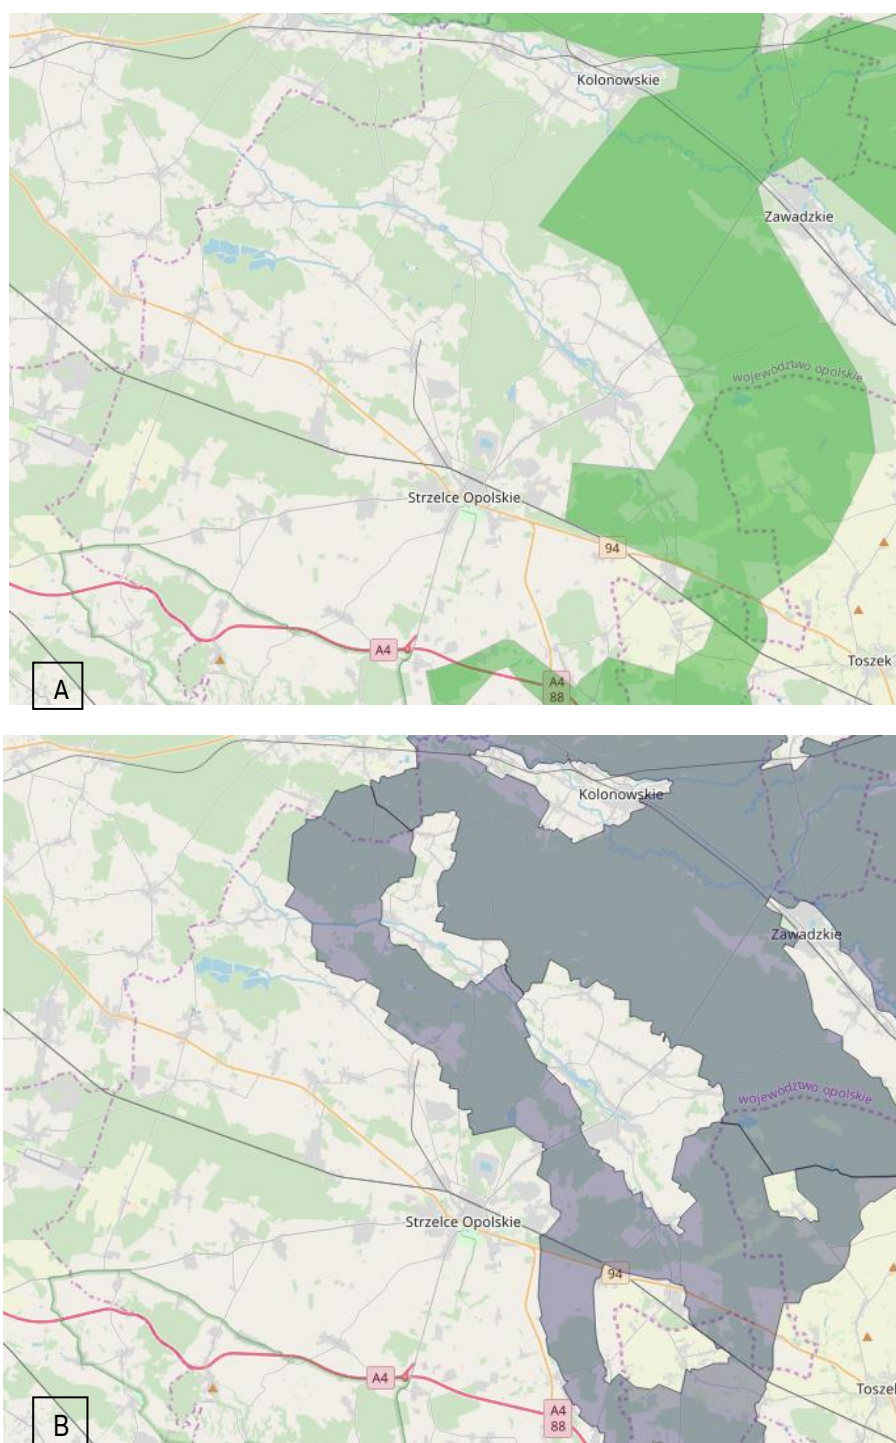 Kolonowskie
Zawadzkie
województwo opolskie
Strzelce Opolskie
94
A4
A4
88
Toszek
A
Kolonowskie
Zawadzkie
województwo opolskie
Strzelce Opolskie
94
A4
A4
88
Toszek
B